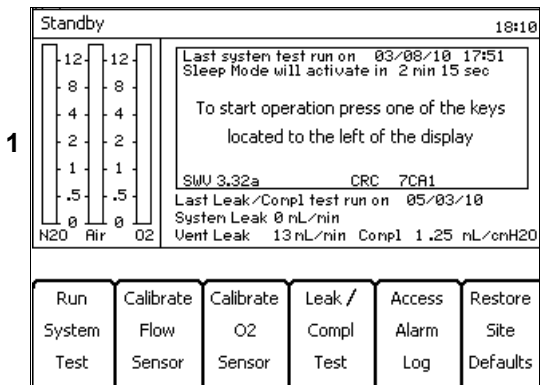 Standby 18:10
Last system test run on 03/08/10 17:51
Sleep Mode will activate in 2 min 15 sec
12 12
8 8
To start operation press one of the keys
4 4
located to the left of the display
1
2 2
1 1
SWV 3.32a CRC 7CA1
.5 .5
Last Leak/Compl test run on 05/03/10
System Leak 0 mL/min
0 0
N2O Air O2
Vent Leak 13 mL/min Compl 1.25 mL/cmH2O
Run System Test
Calibrate Flow Sensor
Calibrate O2 Sensor
Leak / Compl Test
Access Alarm Log
Restore Site Defaults